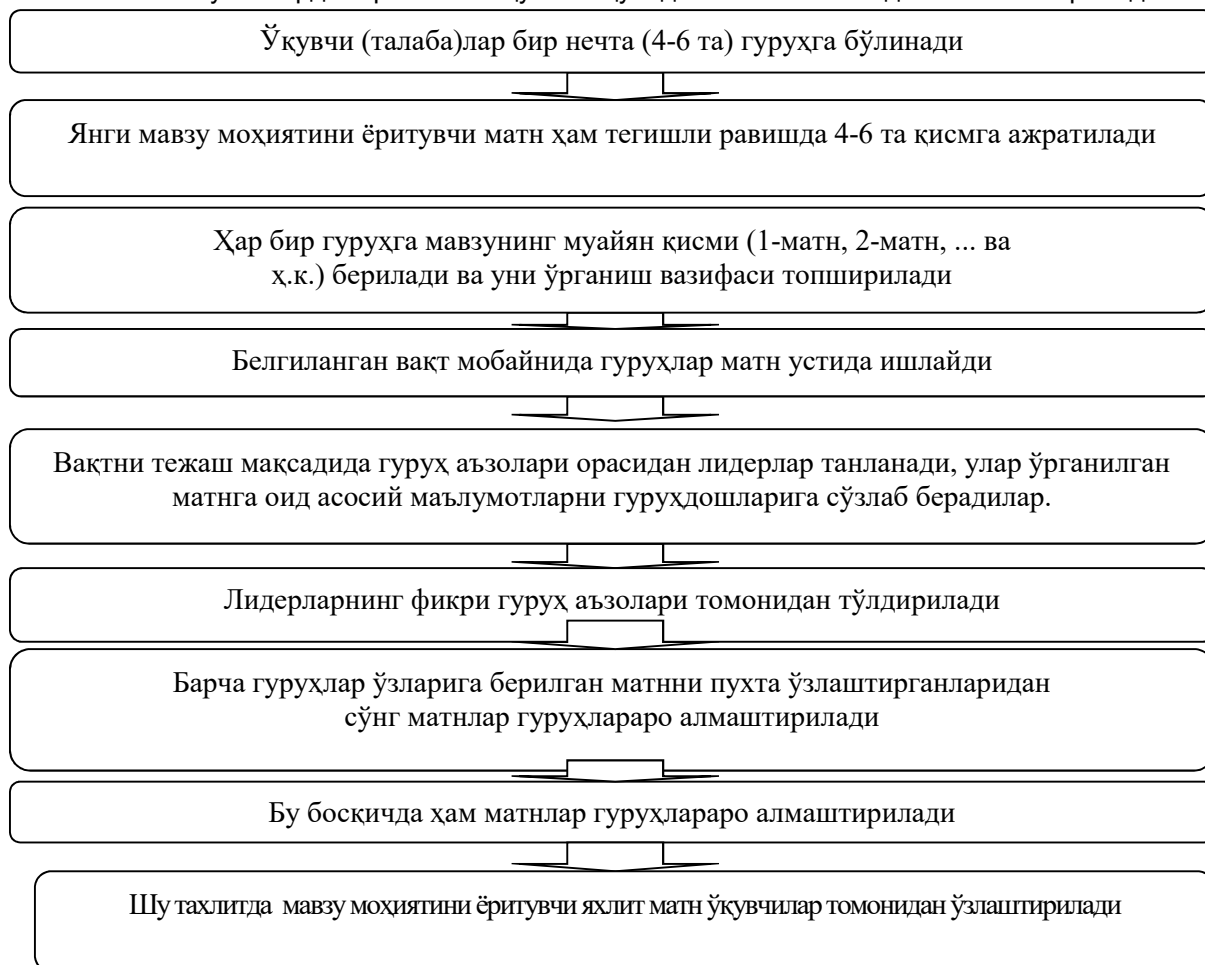 Ўқувчи (талаба)лар бир нечта (4-6 та) гуруҳга бўлинади
Янги мавзу моҳиятини ёритувчи матн ҳам тегишли равишда 4-6 та қисмга ажратилади
Ҳар бир гуруҳга мавзунинг муайян қисми (1-матн, 2-матн, ... ва
ҳ.к.) берилади ва уни ўрганиш вазифаси топширилади
Белгиланган вақт мобайнида гуруҳлар матн устида ишлайди
Вақтни тежаш мақсадида гуруҳ аъзолари орасидан лидерлар танланади, улар ўрганилган
матнга оид асосий маълумотларни гуруҳдошларига сўзлаб берадилар.
Лидерларнинг фикри гуруҳ аъзолари томонидан тўлдирилади
Барча гуруҳлар ўзларига берилган матнни пухта ўзлаштирганларидан
сўнг матнлар гуруҳлараро алмаштирилади
Бу босқичда ҳам матнлар гуруҳлараро алмаштирилади
Шу тахлитда мавзу моҳиятини ёритувчи яхлит матн ўқувчилар томонидан ўзлаштирилади